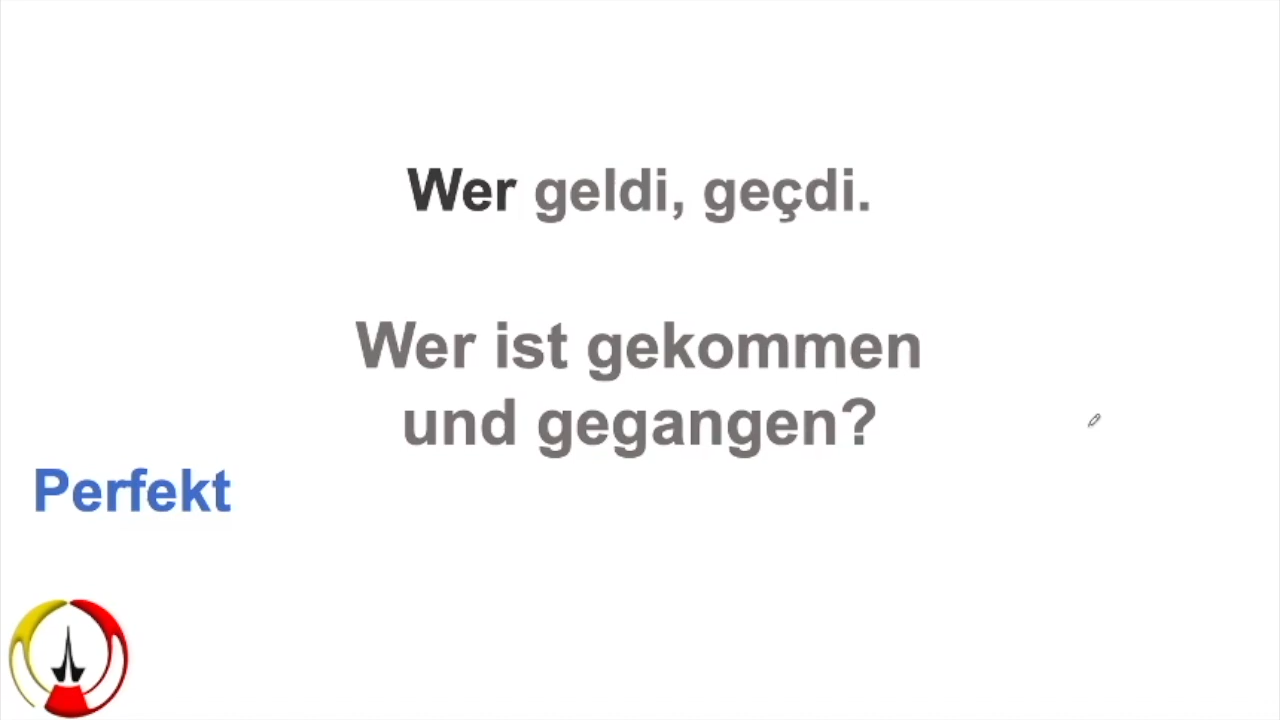 Wer geldi, geçdi.
Wer ist gekommen
und gegangen?
Perfekt